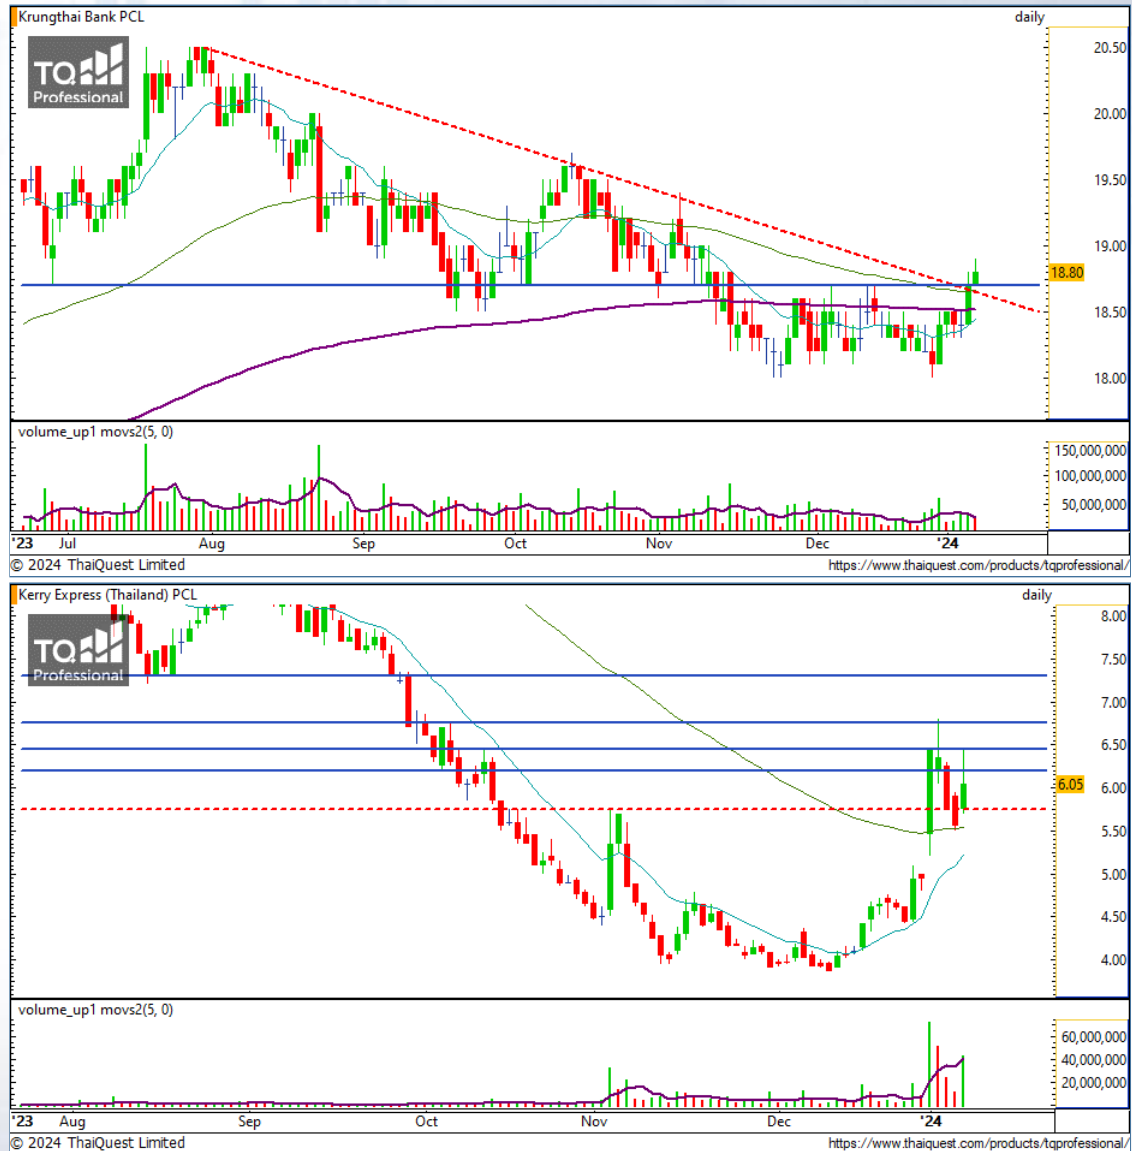 Krungthai Bank PCL daily
TQ
Professional
20.50
20.00
19.50
19.00
18.80
18.50
18.00
volume_up1 movs2(5, 0)
150,000,000
100,000,000
50,000,000
'23 Jul Aug Sep Oct Nov Dec '24
© 2024 ThaiQuest Limited https://www.thaiquest.com/products/tqprofessional/
Kerry Express (Thailand) PCL daily
TQ
Professional
8.00
7.50
7.00
6.50
6.05
6.00
5.50
5.00
4.50
4.00
volume_up1 movs2(5, 0)
60,000,000
40,000,000
20,000,000
'23 Aug Sep Oct Nov Dec '24
© 2024 ThaiQuest Limited https://www.thaiquest.com/products/tqprofessional/